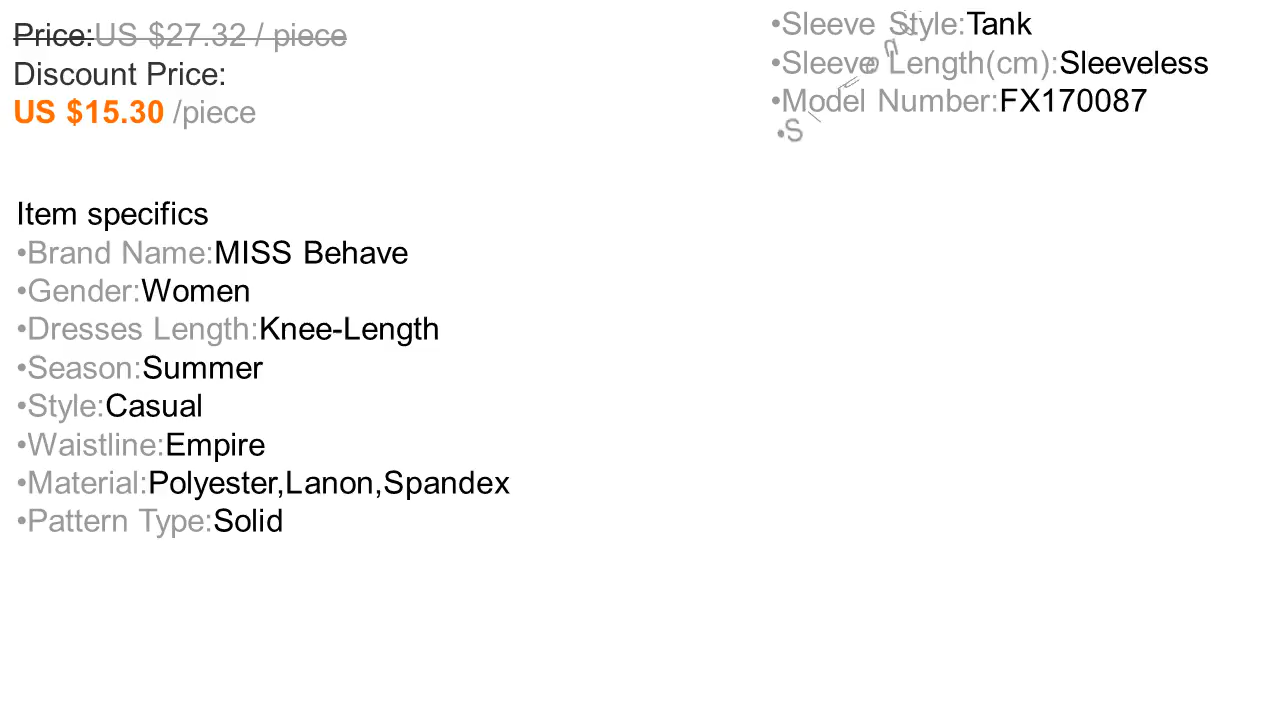 Price:US $27.32 / piece
Discount Price:
US $15.30 /piece
Item specifics
•Brand Name:MISS Behave
•Gender:Women
•Dresses Length:Knee-Length
•Season:Summer
•Style:Casual
•Waistline:Empire
•Material:Polyester,Lanon,Spandex
•Pattern Type:Solid
•Sleeve Style:Tank
•Sleeve Length(cm):Sleeveless
•Model Number:FX170087
•S